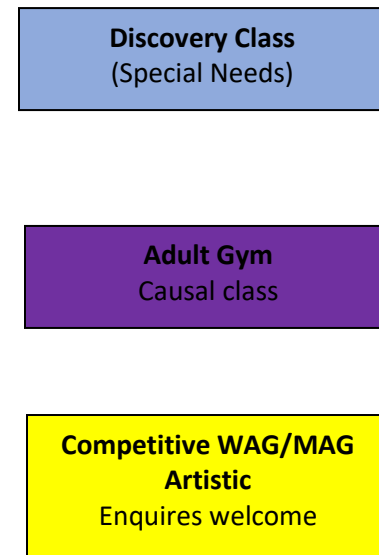 Discovery Class
(Special Needs)
Adult Gym
Causal class
Competitive WAG/MAG
Artistic
Enquires welcome